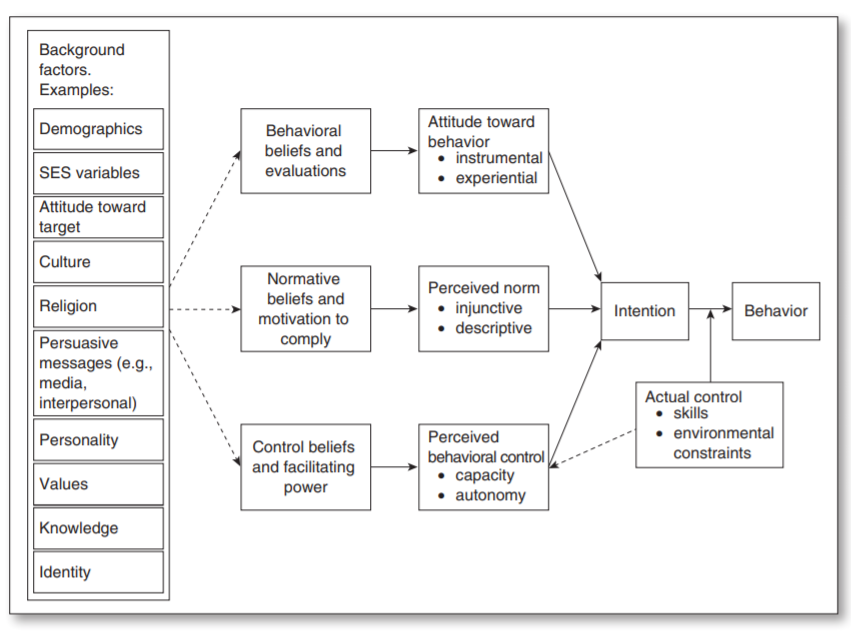 Background
factors.
Examples:
Demographics
SES variables
Attitude toward
target
Culture
Religion
Persuasive
messages (e.g.,
media,
interpersonal)
Personality
Values
Knowledge
Identity
Behavioral
beliefs and
evaluations
Normative
beliefs and
motivation to
comply
Control beliefs
and facilitating
power
Attitude toward
behavior
• instrumental
• experiential
Perceived norm
• injunctive
• descriptive
Perceived
behavioral control
• capacity
• autonomy
Intention
Behavior
Actual control
• skills
• environmental
constraints